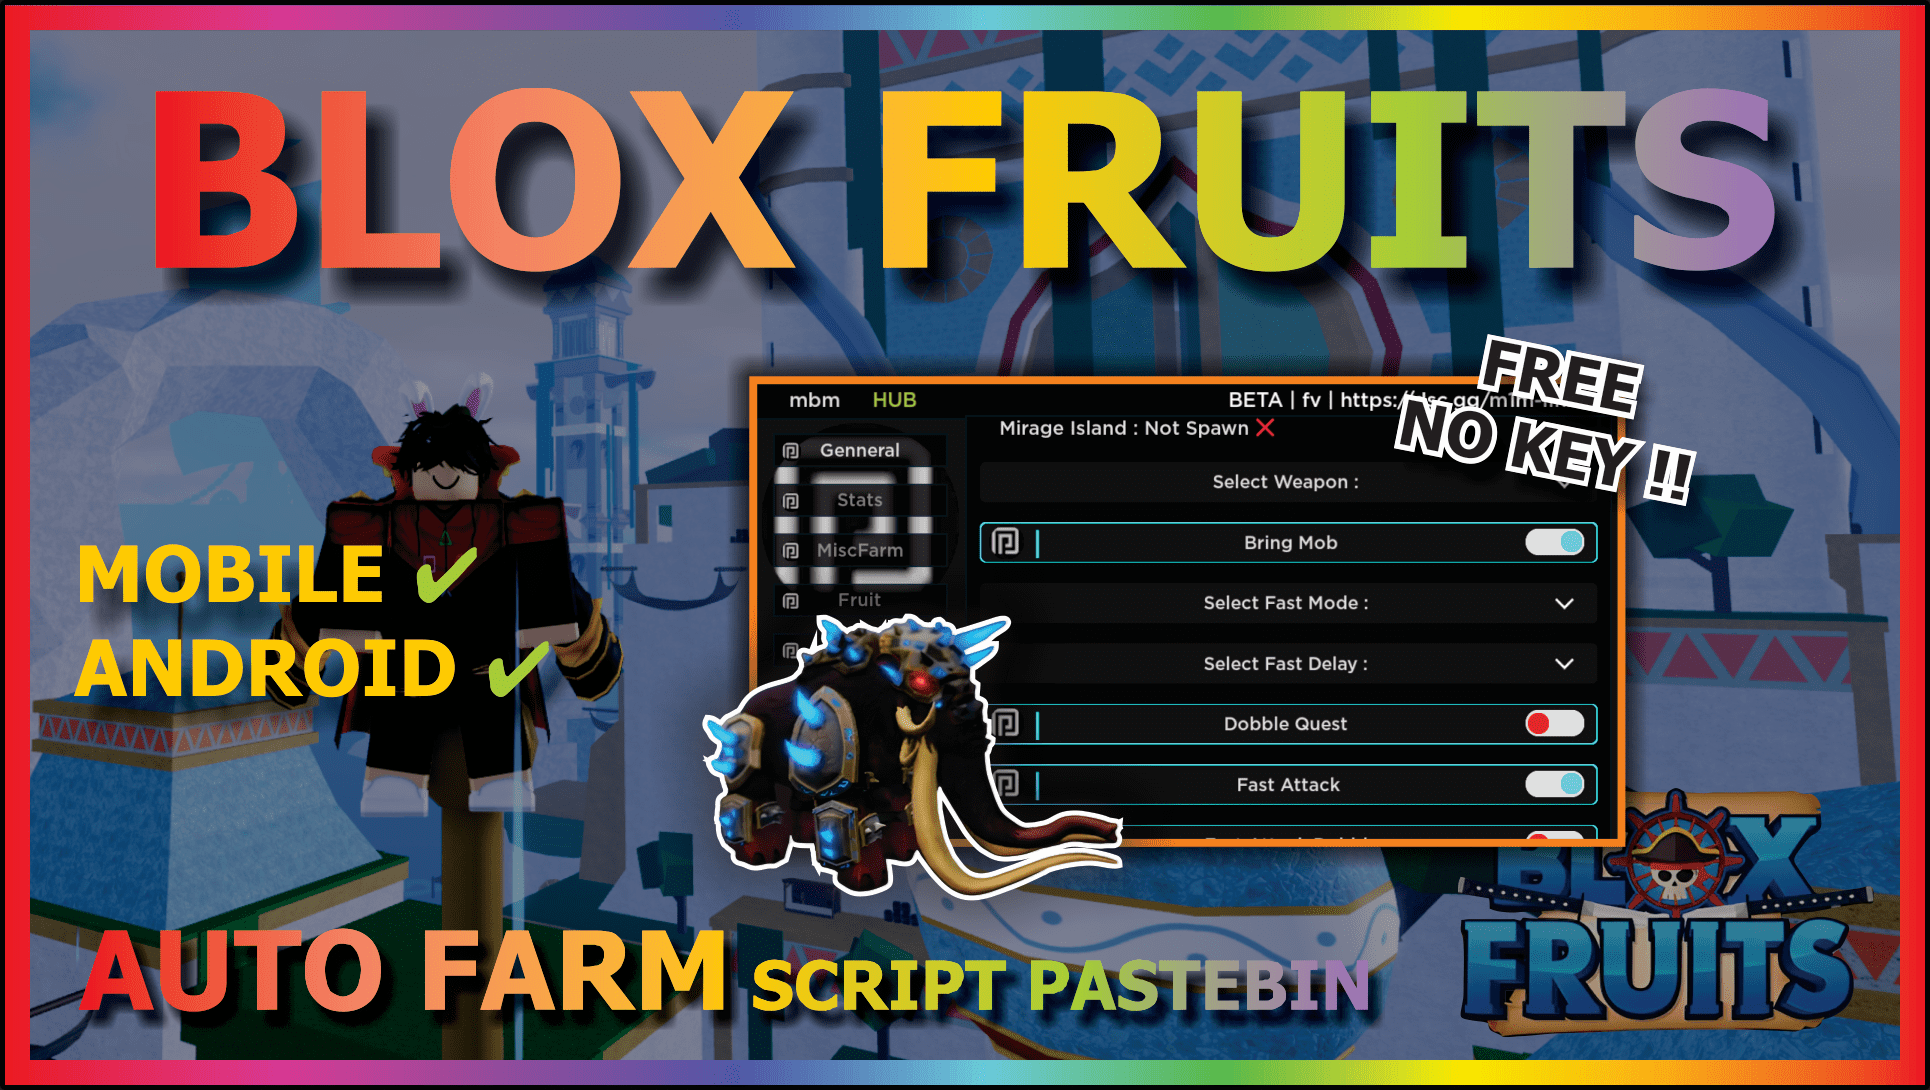 BLOX FRUITS
FREE
NO KEY !!
mbm HUB
BETA | fv | https://
Mirage Island : Not Spawn
Genneral
Stats
MiscFarm
Fruit
Select Weapon :
Bring Mob
Select Fast Mode :
Select Fast Delay :
Dobble Quest
Fast Attack
MOBILE ✓
ANDROID ✓
AUTO FARM SCRIPT PASTEBIN
BLOX
FRUITS